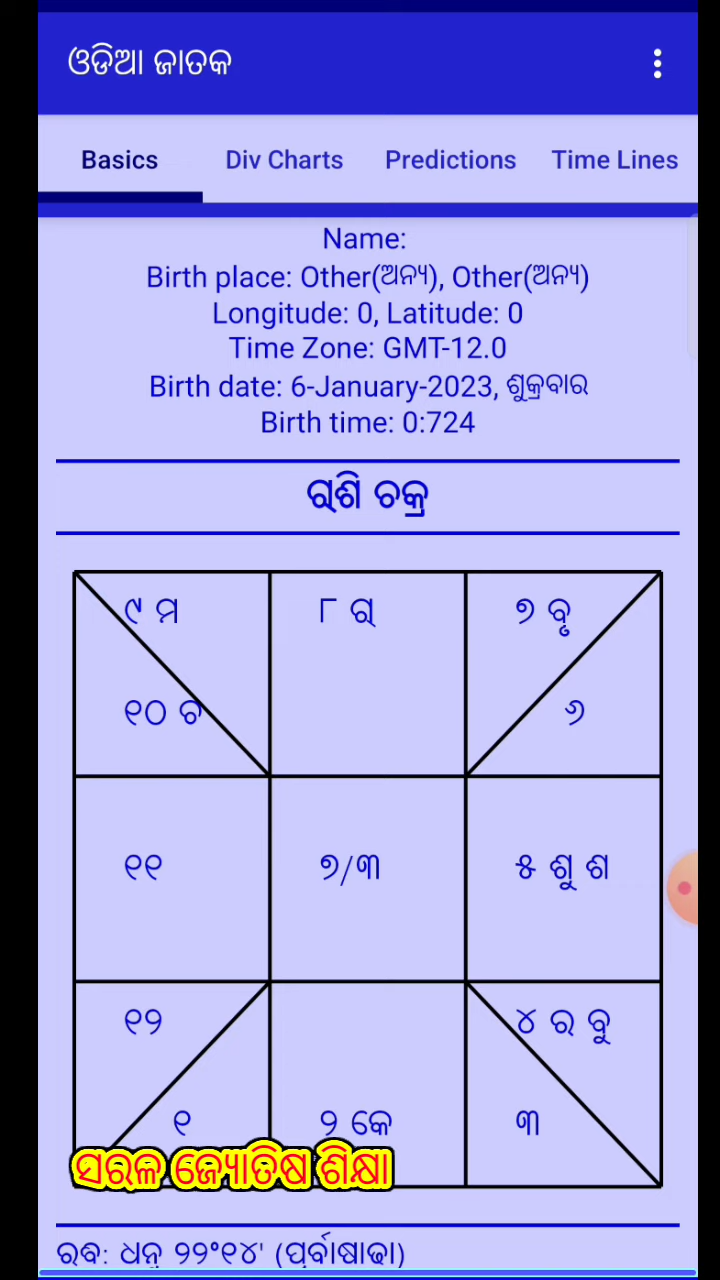 ଓଡିଆ ଜାତକ
Basics Div Charts Predictions Time Lines
Name:
Birth place: Other(ଅନ୍ୟ), Other(ଅନ୍ୟ)
Longitude: 0, Latitude: 0
Time Zone: GMT-12.0
Birth date: 6-January-2023, ଶୁକ୍ରବାର
Birth time: 0:724
ରାଶି ଚକ୍ର
୯ ମ ୮ ରା ୭ ବୃ
୧୦ ଚ ୬
୧୧ ୭/୩ ୫ ଶୁ ଶ
୧୨ ୪ ର ବୁ
୧ ୨ କେ ୩
ସରଳ ଜ୍ୟୋତିଷ ଶିକ୍ଷା
ରବି: ଧନୁ ୨୨°୧୪' (ପୂର୍ବାଷାଢା)